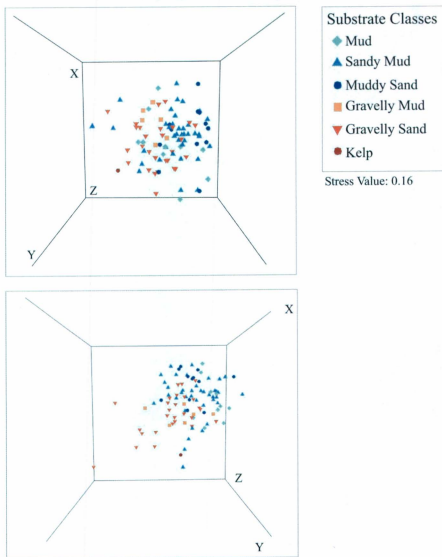 X
Z
Y
Substrate Classes
Mud
Sandy Mud
Muddy Sand
Gravelly Mud
Gravelly Sand
Kelp
Stress Value: 0.16
X
Z
Y